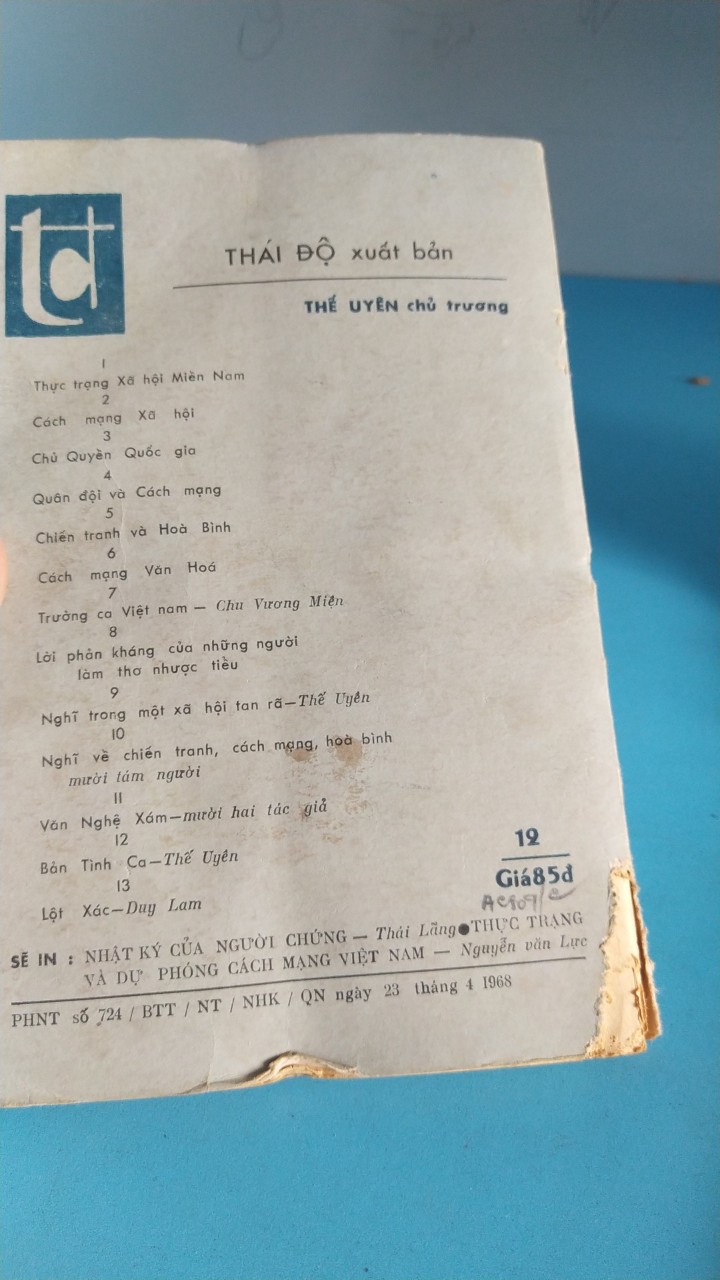 td
THÁI ĐỘ xuất bản
THẾ UYÊN chủ trương
1
Thực trạng Xã hội Miền Nam
2
Cách mạng Xã hội
3
Chủ Quyền Quốc gia
4
Quân đội và Cách mạng
5
Chiến tranh và Hoà Bình
6
Cách mạng Văn Hoá
7
Trường ca Việt nam — Chu Vương Miện
8
Lời phản kháng của những người
làm thơ nhược tiểu
9
Nghĩ trong một xã hội tan rã—Thế Uyên
10
Nghĩ về chiến tranh, cách mạng, hoà bình
mười tám người
11
Văn Nghệ Xám—mười hai tác giả
12
Bản Tình Ca—Thế Uyên
13
Lột Xác—Duy Lam
12
Giá85đ
SẼ IN : NHẬT KÝ CỦA NGƯỜI CHỨNG — Thái Lãng●THỰC TRẠNG
VÀ DỰ PHÓNG CÁCH MẠNG VIỆT NAM — Nguyễn văn Lục
PHNT số 724 / BTT / NT / NHK / QN ngày 23 tháng 4 1968